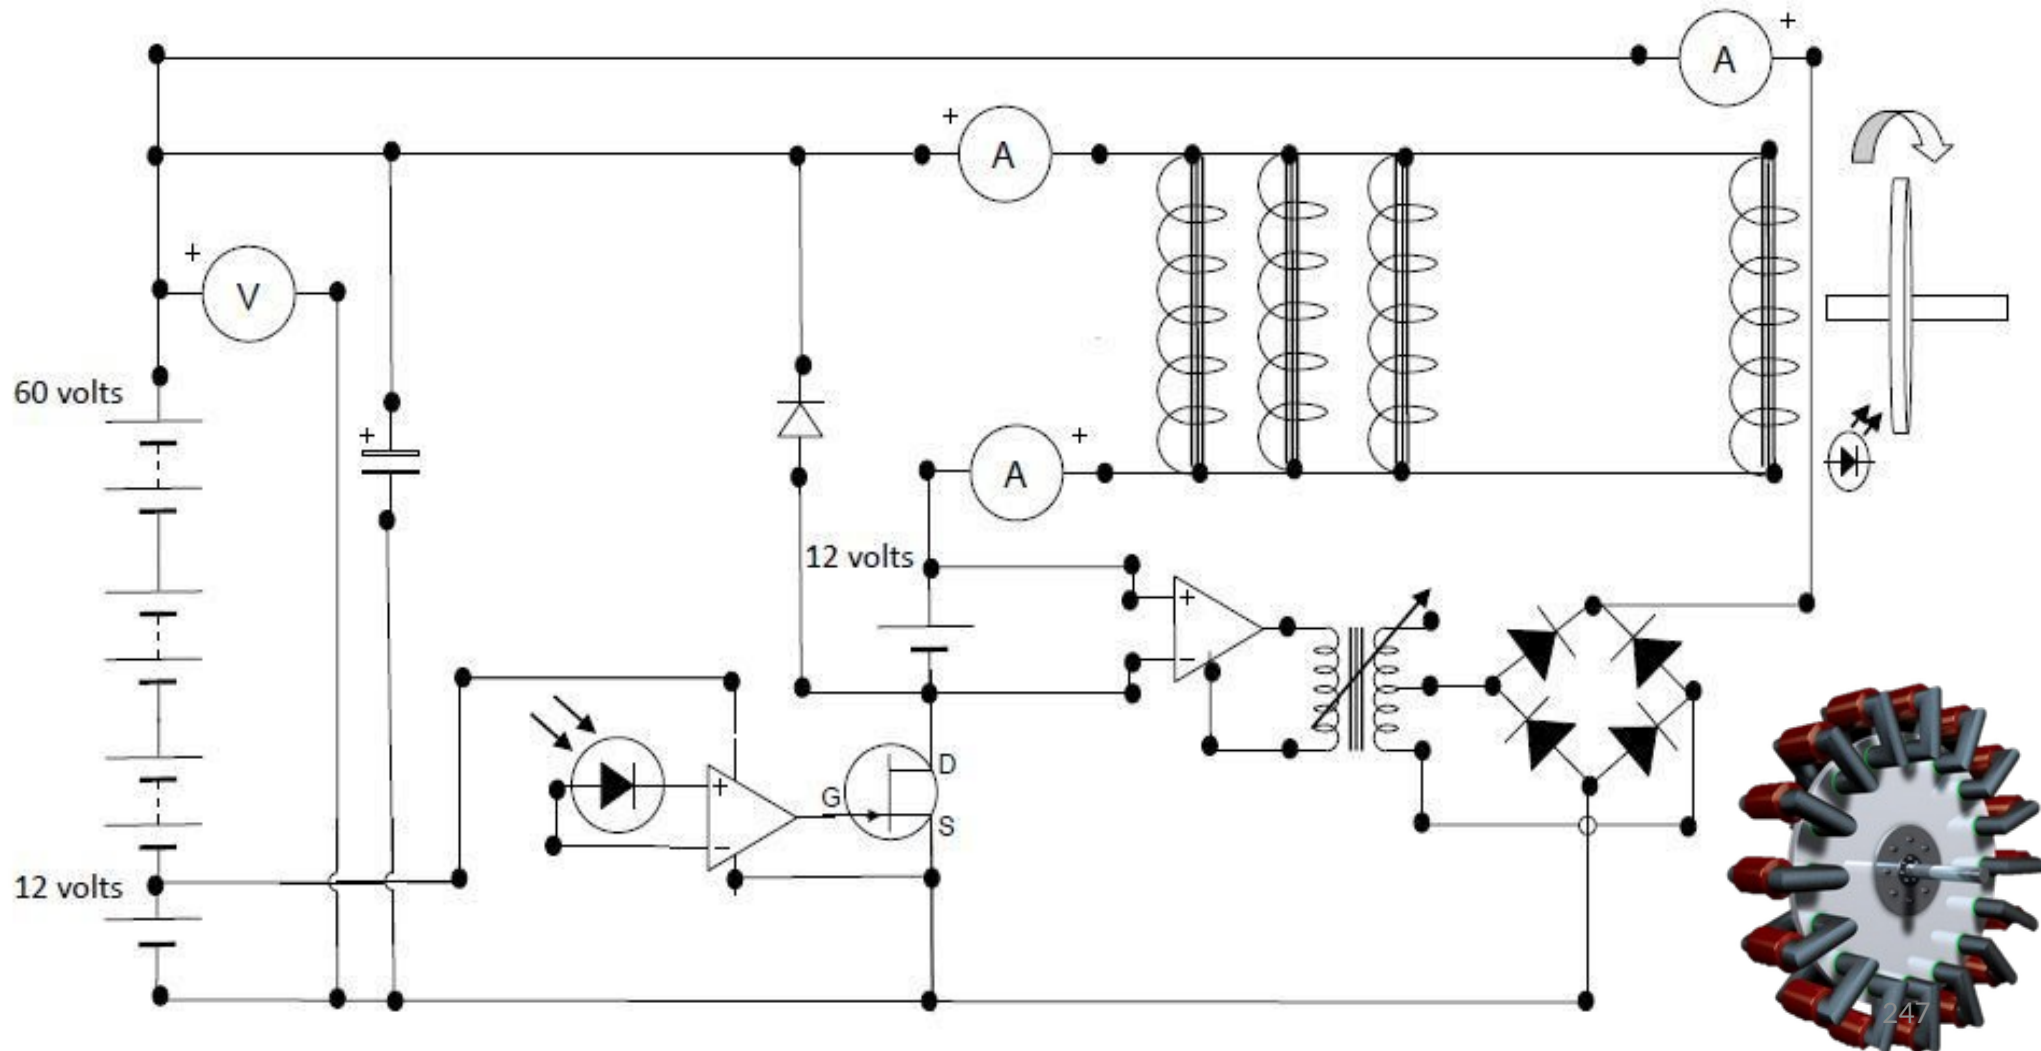 +
A
+
A
+
V
60 volts
+
A
+
12 volts
+
-
D
G
S
+
-
12 volts
247